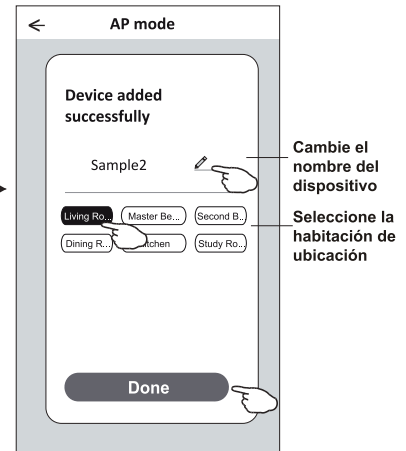 AP mode
Device added
successfully
Sample2
Cambie el
nombre del
dispositivo
Living Ro...
Master Be...
Second B..
Seleccione la
habitación de
ubicación
Dining R...
Study Ro...
Done